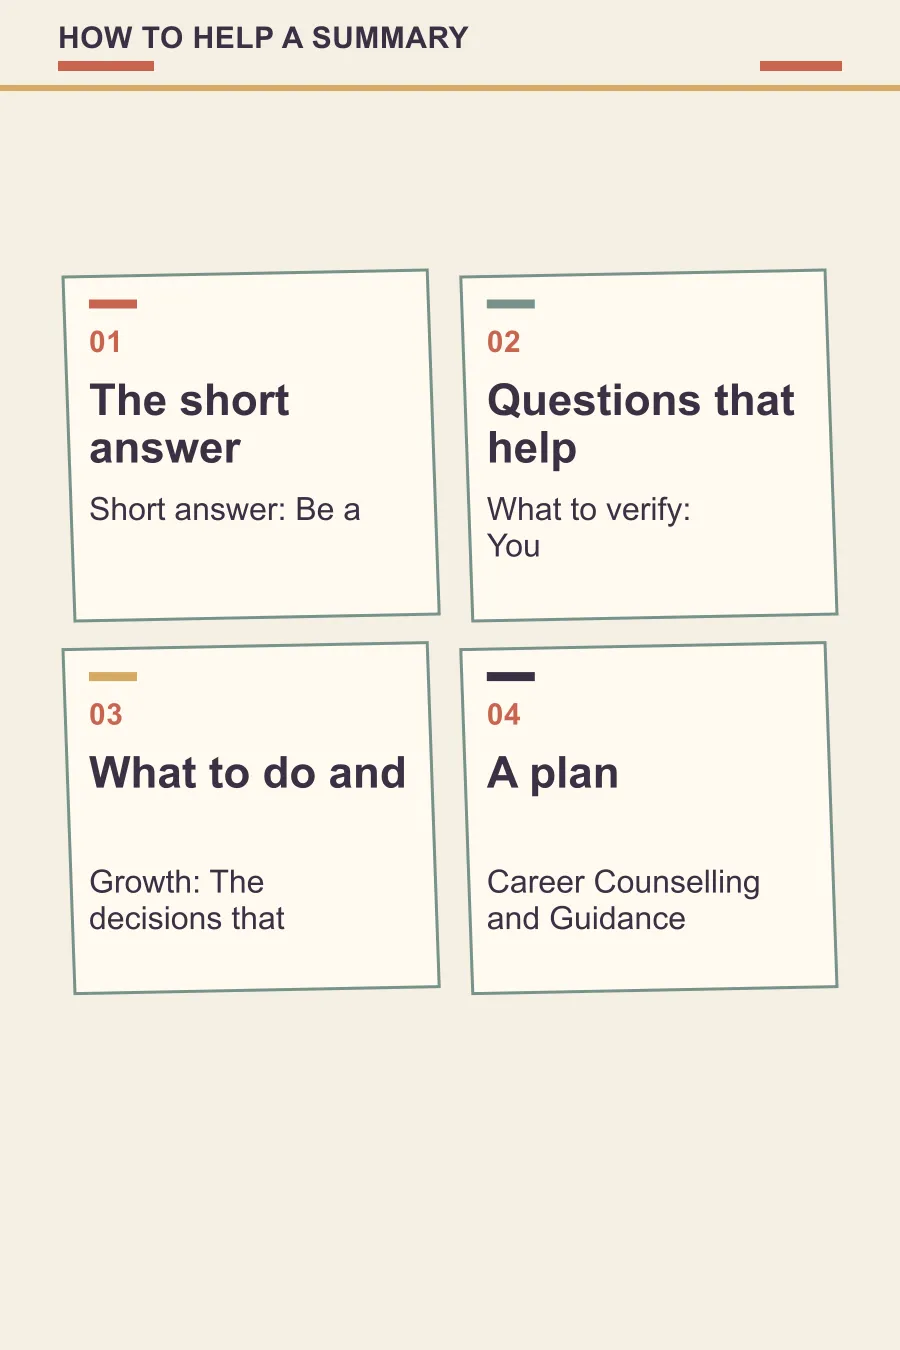 HOW TO HELP A SUMMARY
01
The short
answer
Short answer: Be a
02
Questions that
help
What to verify:
You
03
What to do and
Growth: The
decisions that
04
A plan
Career Counselling
and Guidance